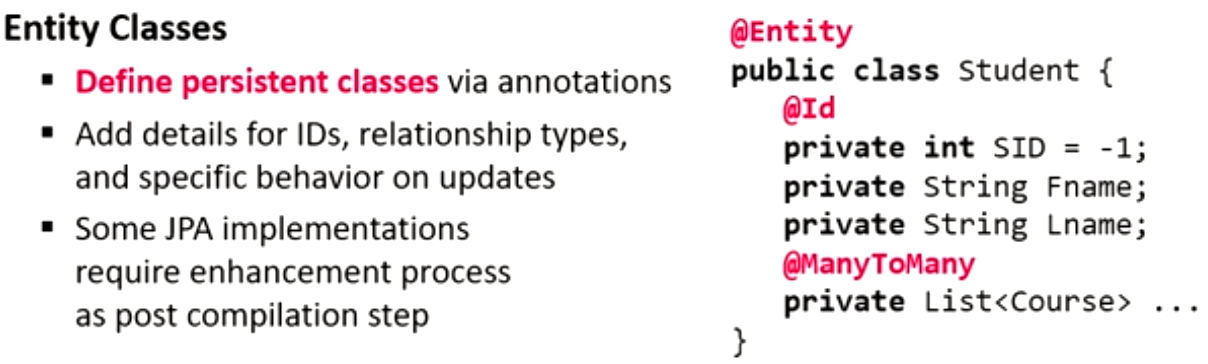 Entity Classes
▪ Define persistent classes via annotations
▪ Add details for IDs, relationship types,
and specific behavior on updates
▪ Some JPA implementations
require enhancement process
as post compilation step
@Entity
public class Student {
@Id
private int SID = -1;
private String Fname;
private String Lname;
@ManyToMany
private List<Course> ...
}